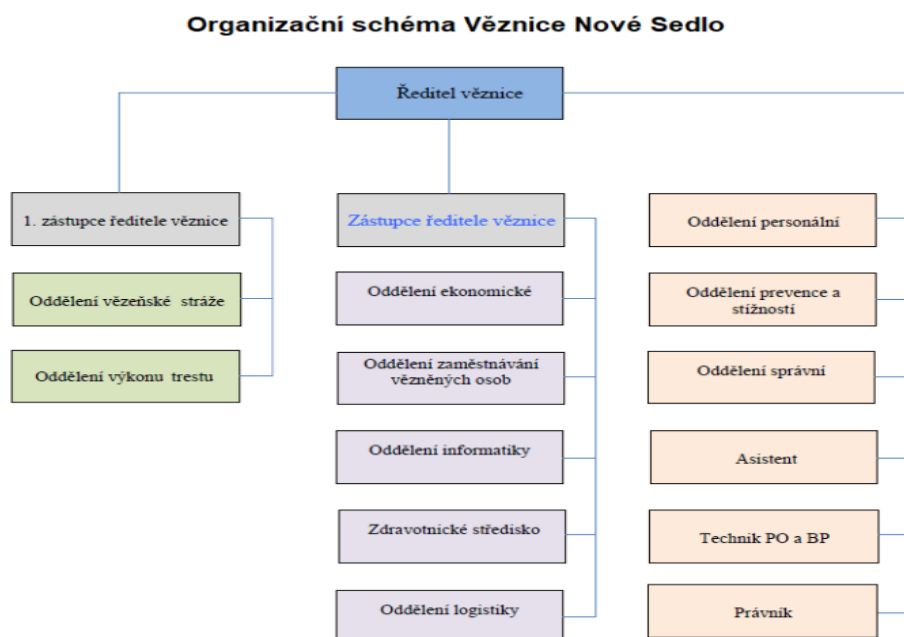 Organizační schéma Věznice Nové Sedlo
Ředitel věznice
1. zástupce ředitele věznice
Oddělení vězeňské stráže
Oddělení výkonu trestu
Zástupce ředitele věznice
Oddělení ekonomické
Oddělení zaměstnávání
vězněných osob
Oddělení informatiky
Zdravotnické středisko
Oddělení logistiky
Oddělení personální
Oddělení prevence a
stížností
Oddělení správní
Asistent
Technik PO a BP
Právník